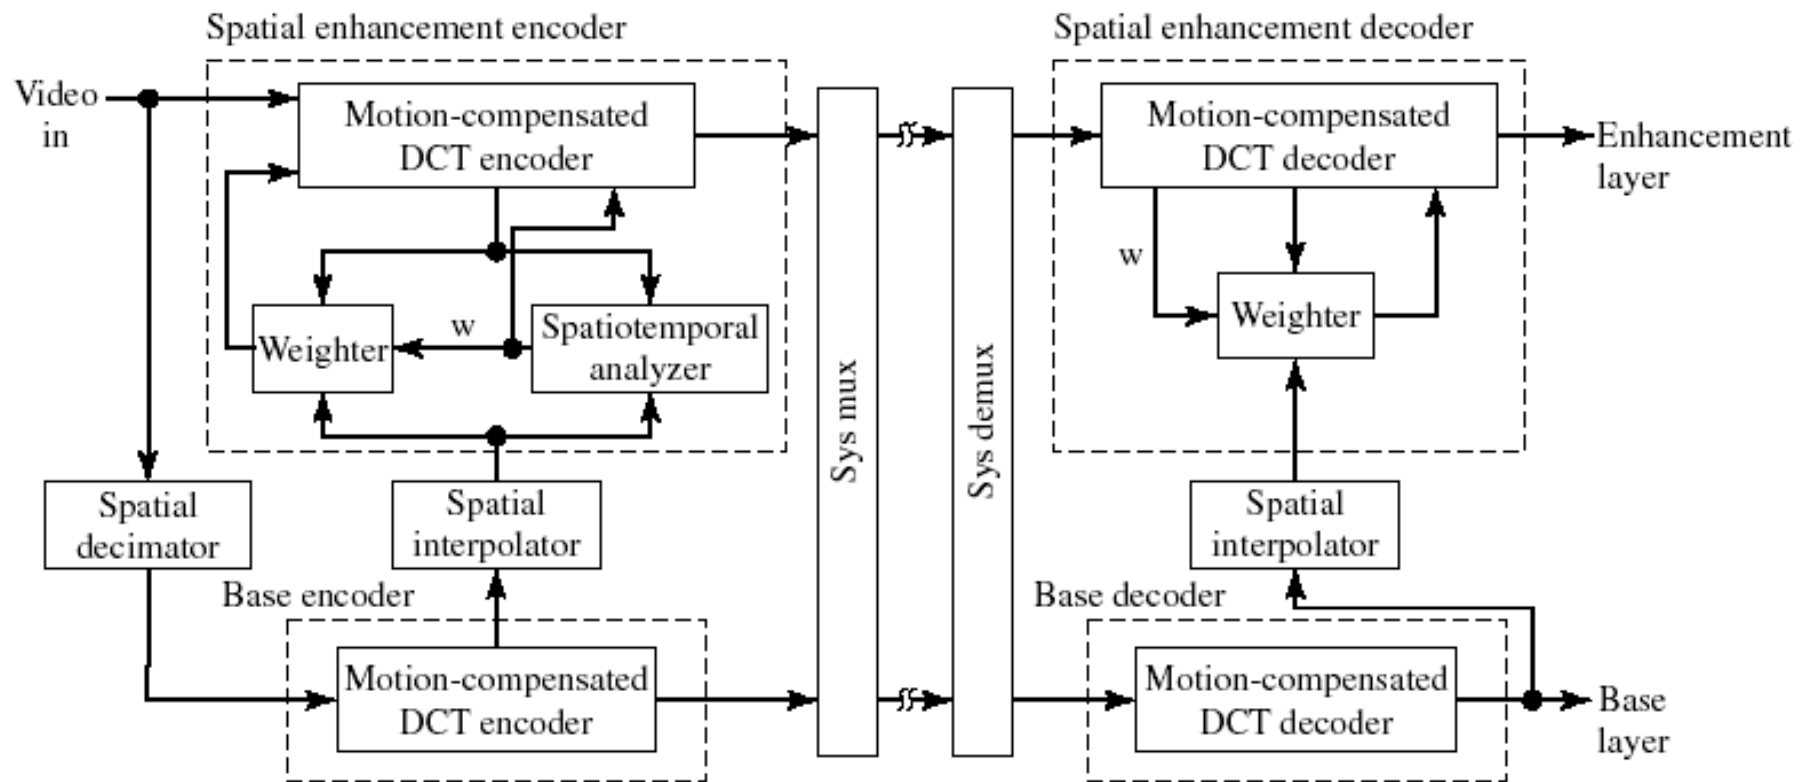 Spatial enhancement encoder
Spatial enhancement decoder
Video
in
Motion-compensated
DCT encoder
Motion-compensated
DCT decoder
Enhancement
layer
w
Weighter
Spatiotemporal
analyzer
w
Weighter
Sys mux
Sys demux
Spatial
decimator
Spatial
interpolator
Spatial
interpolator
Base encoder
Base decoder
Motion-compensated
DCT encoder
Motion-compensated
DCT decoder
Base
layer